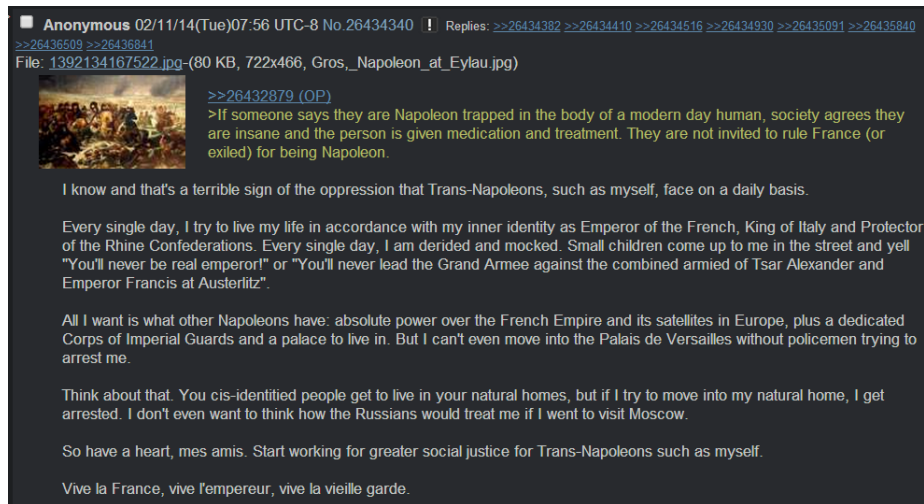 Anonymous 02/11/14(Tue)07:56 UTC-8 No.26434340 ! Replies: >>26434382 >>26434410 >>26434516 >>26434930 >>26435091 >>26435840
>>26436509 >>26436841
File: 1392134167522.jpg-(80 KB, 722x466, Gros,_Napoleon_at_Eylau.jpg)
>>26432879 (OP)
>If someone says they are Napoleon trapped in the body of a modern day human, society agrees they
are insane and the person is given medication and treatment. They are not invited to rule France (or
exiled) for being Napoleon.
I know and that's a terrible sign of the oppression that Trans-Napoleons, such as myself, face on a daily basis.
Every single day, I try to live my life in accordance with my inner identity as Emperor of the French, King of Italy and Protector
of the Rhine Confederations. Every single day, I am derided and mocked. Small children come up to me in the street and yell
"You'll never be real emperor!" or "You'll never lead the Grand Armee against the combined armied of Tsar Alexander and
Emperor Francis at Austerlitz".
All I want is what other Napoleons have: absolute power over the French Empire and its satellites in Europe, plus a dedicated
Corps of Imperial Guards and a palace to live in. But I can't even move into the Palais de Versailles without policemen trying to
arrest me.
Think about that. You cis-identitied people get to live in your natural homes, but if I try to move into my natural home, I get
arrested. I don't even want to think how the Russians would treat me if I went to visit Moscow.
So have a heart, mes amis. Start working for greater social justice for Trans-Napoleons such as myself.
Vive la France, vive l'empereur, vive la vieille garde.